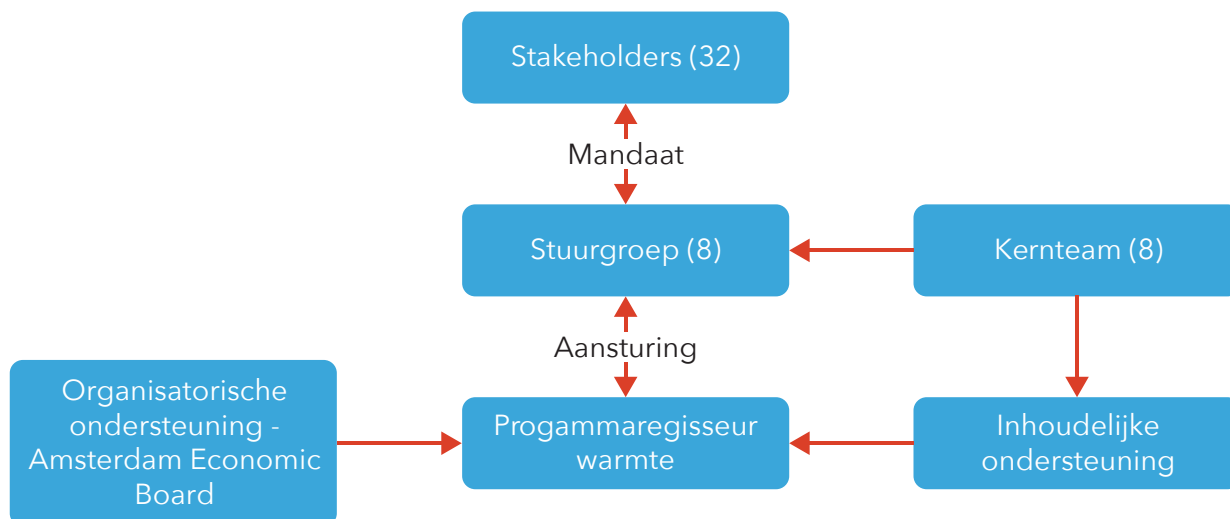 Stakeholders (32)
Mandaat
Stuurgroep (8)
Kernteam (8)
Aansturing
Organisatorische
ondersteuning -
Amsterdam Economic
Board
Progammaregisseur
warmte
Inhoudelijke
ondersteuning